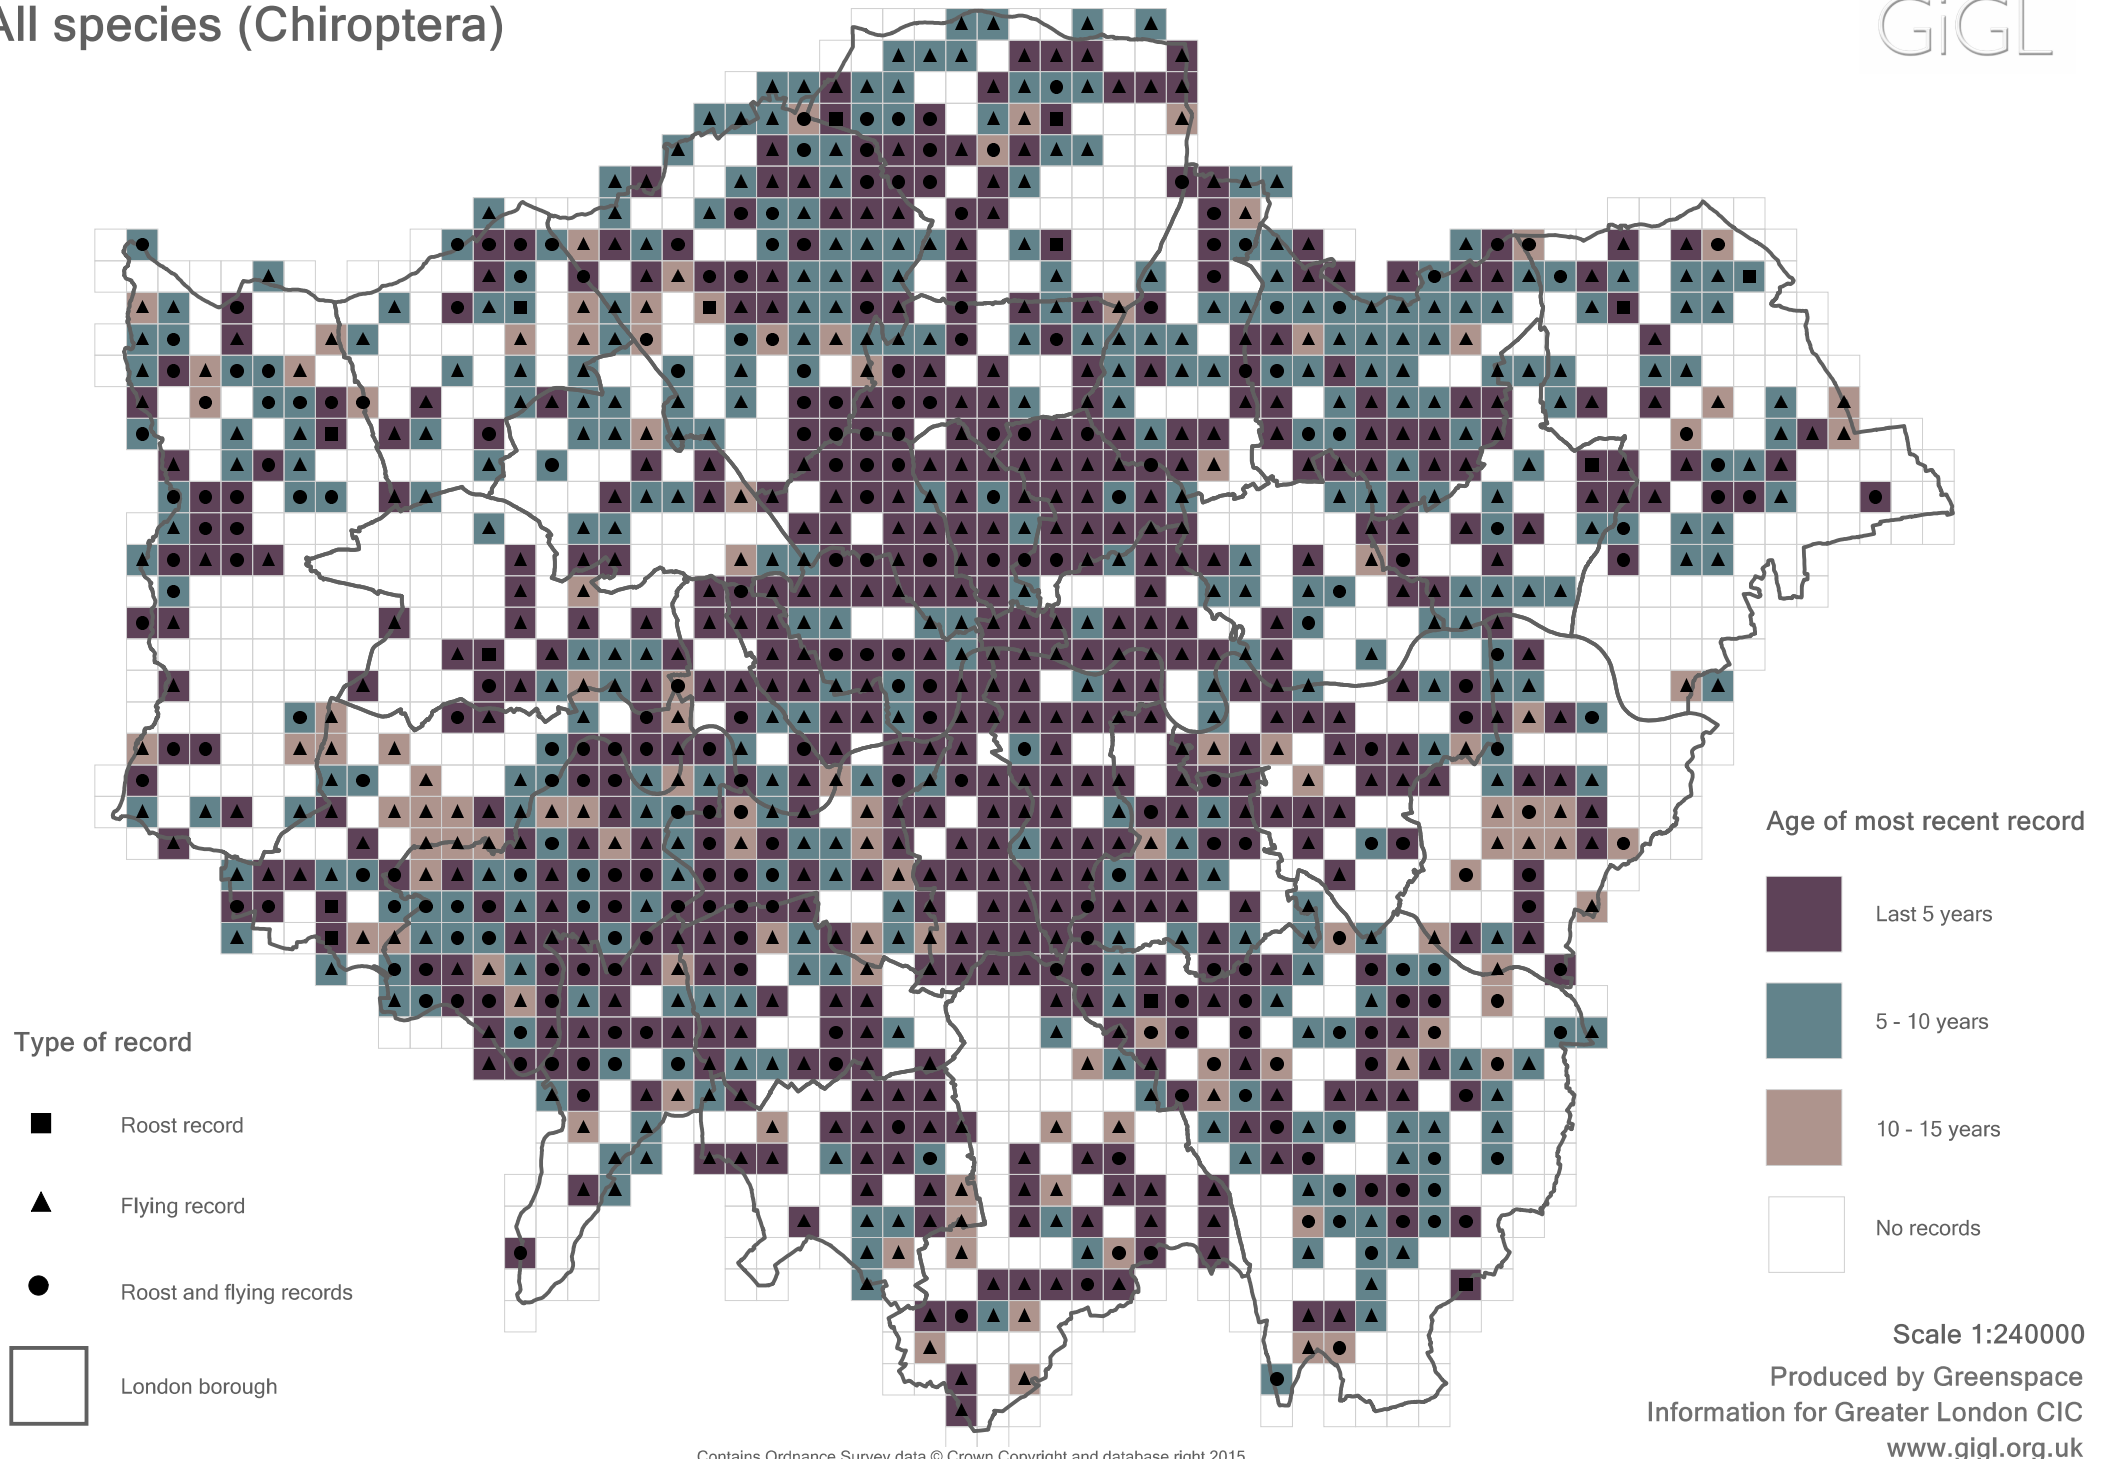 All species (Chiroptera)
GiGL
Age of most recent record
Last 5 years
5 - 10 years
10 - 15 years
No records
Type of record
Roost record
Flying record
Roost and flying records
London borough
Scale 1:240000
Produced by Greenspace
Information for Greater London CIC
www.gigl.org.uk
Contains Ordnance Survey data © Crown Copyright and database right 2015